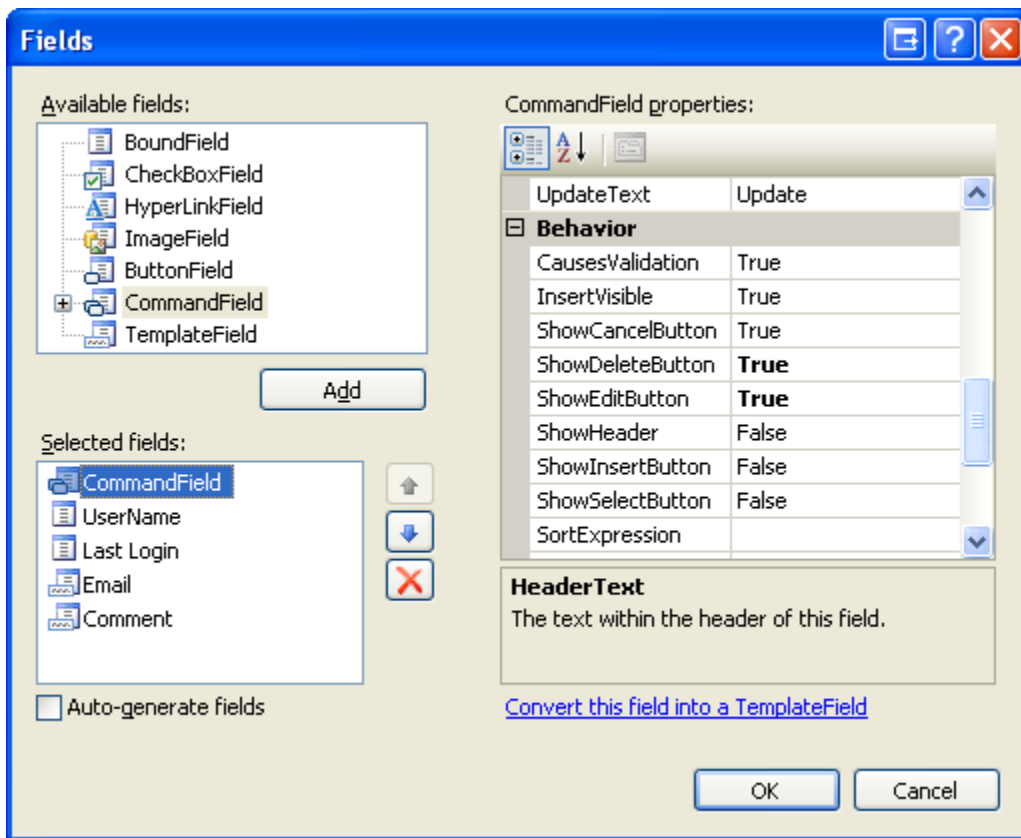 Fields
Available fields:
BoundField
CheckBoxField
HyperLinkField
ImageField
ButtonField
CommandField
TemplateField
Add
Selected fields:
CommandField
UserName
Last Login
Email
Comment
Auto-generate fields
CommandField properties:
UpdateText Update
Behavior
CausesValidation True
InsertVisible True
ShowCancelButton True
ShowDeleteButton True
ShowEditButton True
ShowHeader False
ShowInsertButton False
ShowSelectButton False
SortExpression
HeaderText
The text within the header of this field.
Convert this field into a TemplateField
OK
Cancel